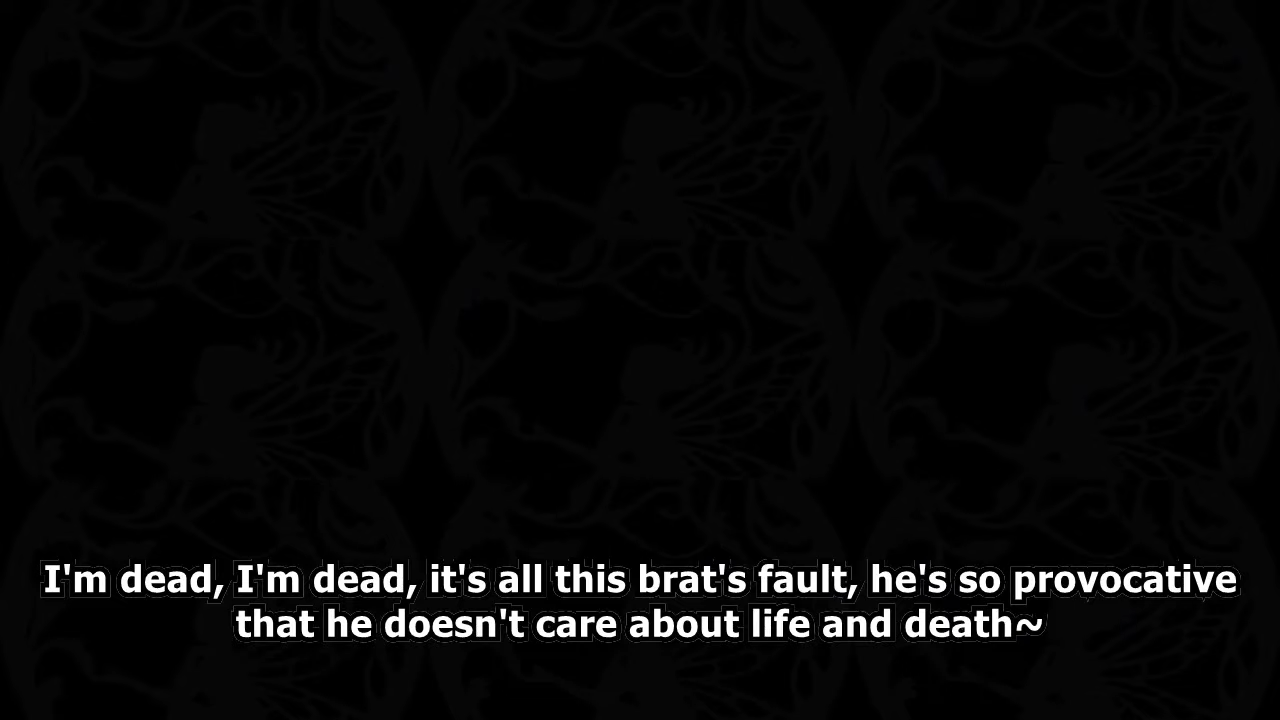 I'm dead, I'm dead, it's all this brat's fault, he's so provocative
that he doesn't care about life and death~